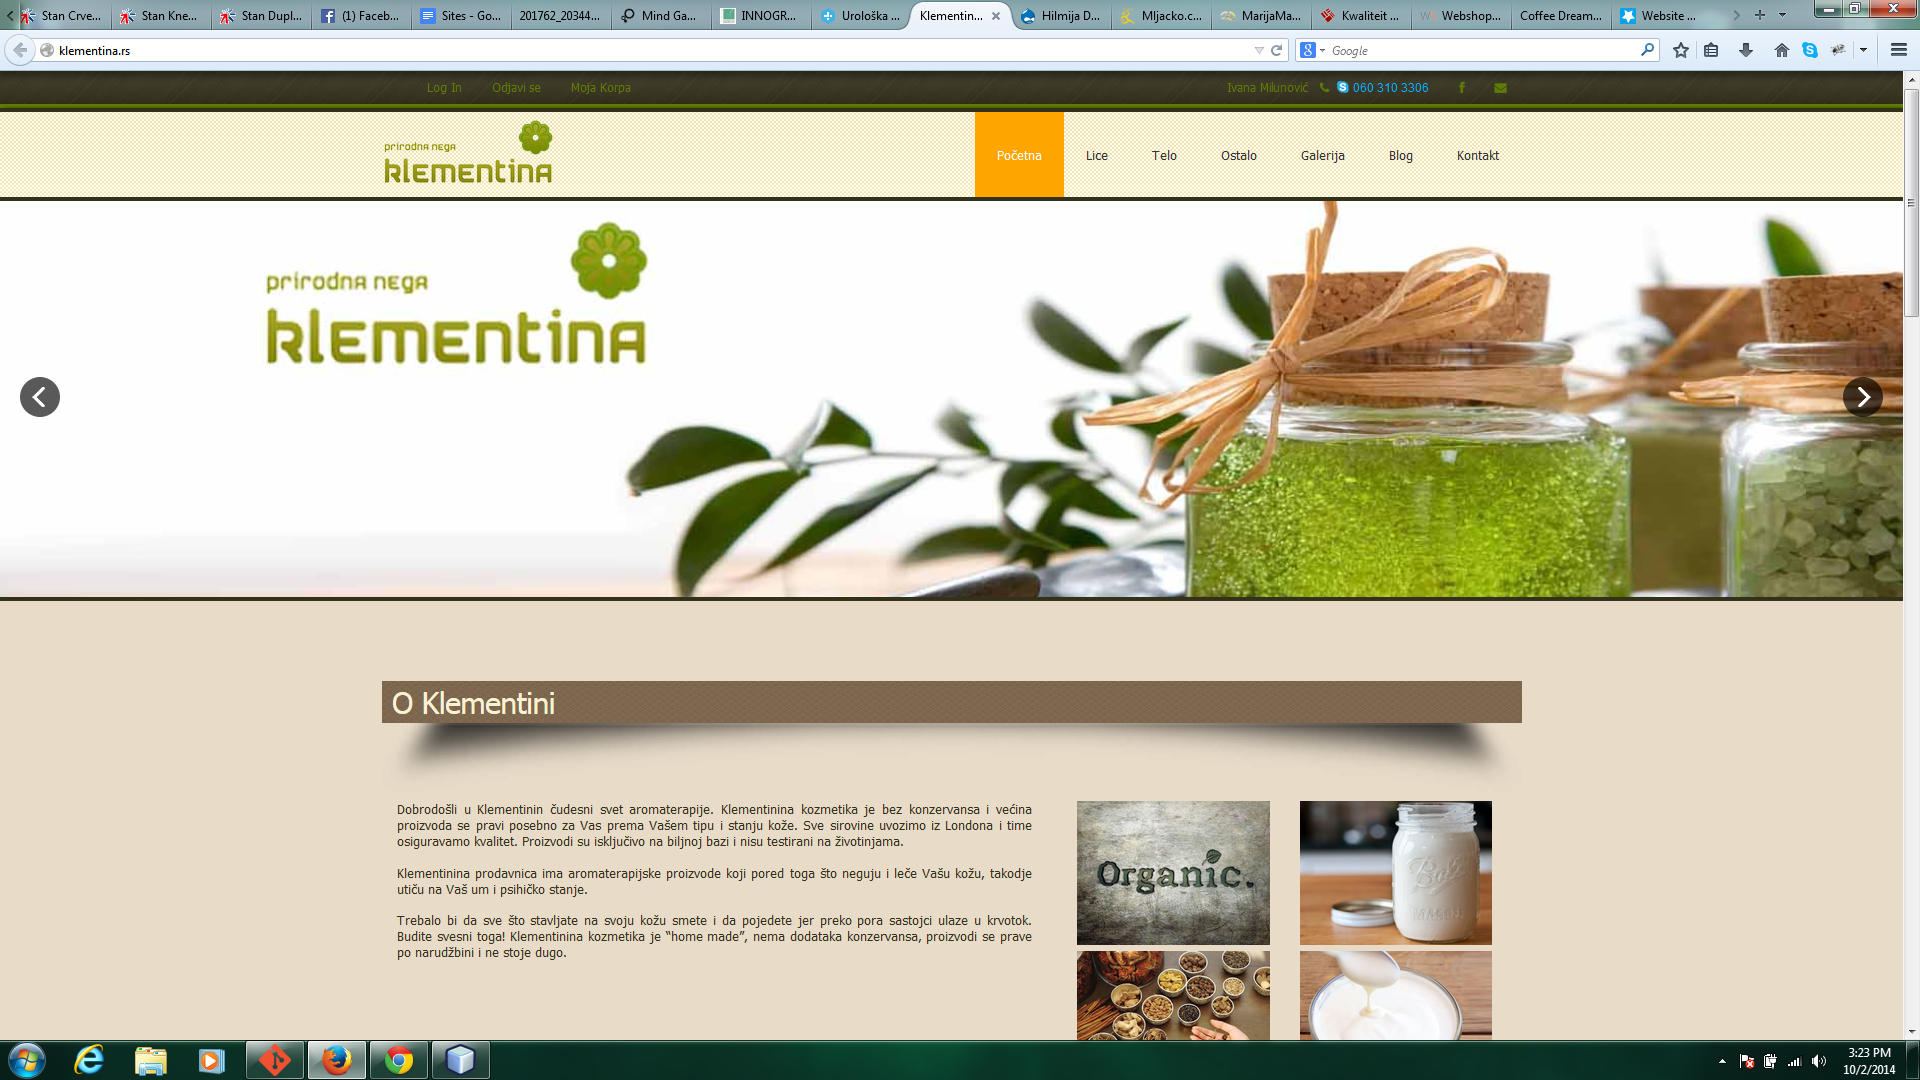 Stan Crve...
Stan Kne...
Stan Dupl...
(1) Faceb...
Sites - Go...
201762_20344...
Mind Ga...
INNOGR...
Urološka ...
Klementin...
Hilmija D...
Mljacko.c...
MarijaMa...
Kwaliteit ...
Webshop...
Coffee Dream...
Website ...
klementina.rs
Google
Log In Odjavi se Moja Korpa Ivana Milunović 060 310 3306
prirodna nega
klementina
Početna Lice Telo Ostalo Galerija Blog Kontakt
prirodna nega
klementina
O Klementini
Dobrodošli u Klementinin čudesni svet aromaterapije. Klementinina kozmetika je bez konzervansa i većina
proizvoda se pravi posebno za Vas prema Vašem tipu i stanju kože. Sve sirovine uvozimo iz Londona i time
osiguravamo kvalitet. Proizvodi su isključivo na biljnoj bazi i nisu testirani na životinjama.
Klementinina prodavnica ima aromaterapijske proizvode koji pored toga što neguju i leče Vašu kožu, takodje
utiču na Vaš um i psihičko stanje.
Trebalo bi da sve što stavljate na svoju kožu smete i da pojedete jer preko pora sastojci ulaze u krvotok.
Budite svesni toga! Klementinina kozmetika je “home made”, nema dodataka konzervansa, proizvodi se prave
po narudžbini i ne stoje dugo.
Organic.
Ball
MASON
3:23 PM
10/2/2014